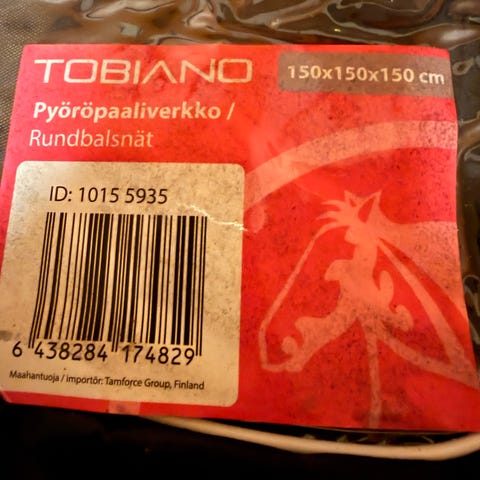 TOBIANO
150x150x150 cm
Pyöröpaaliverkko /
Rundbalsnät
ID: 1015 5935
6 438284 174829
Maahantuoja / importör: Tamforce Group, Finland